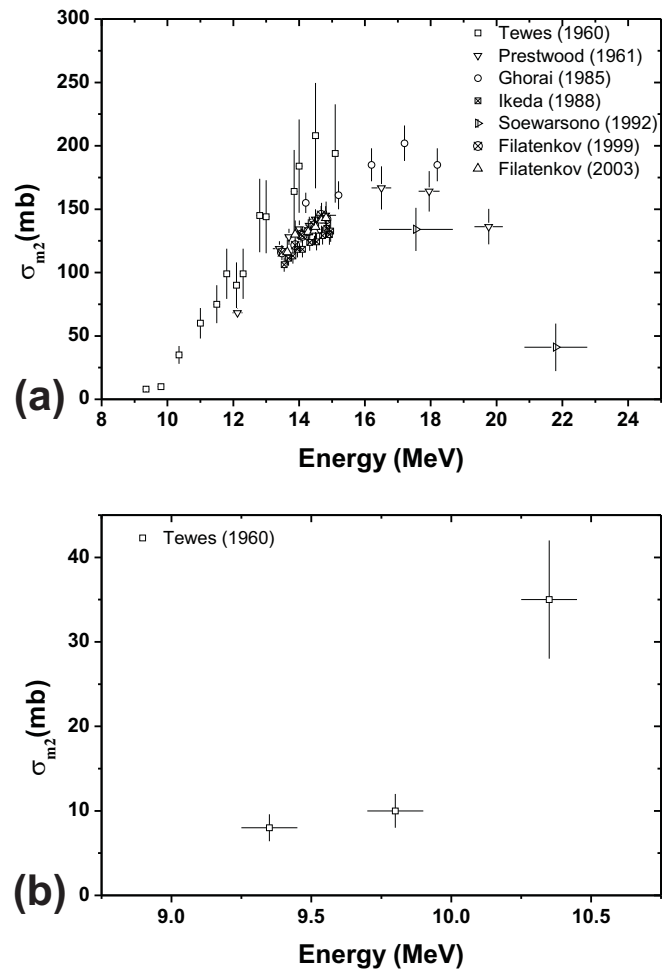 300
250
200
150
100
50
0
σm2(mb)
Tewes (1960)
Prestwood (1961)
Ghorai (1985)
Ikeda (1988)
Soewarsono (1992)
Filatenkov (1999)
Filatenkov (2003)
(a)
8 10 12 14 16 18 20 22 24
Energy (MeV)
Tewes (1960)
40
30
20
10
0
σm2(mb)
(b)
9.0 9.5 10.0 10.5
Energy (MeV)